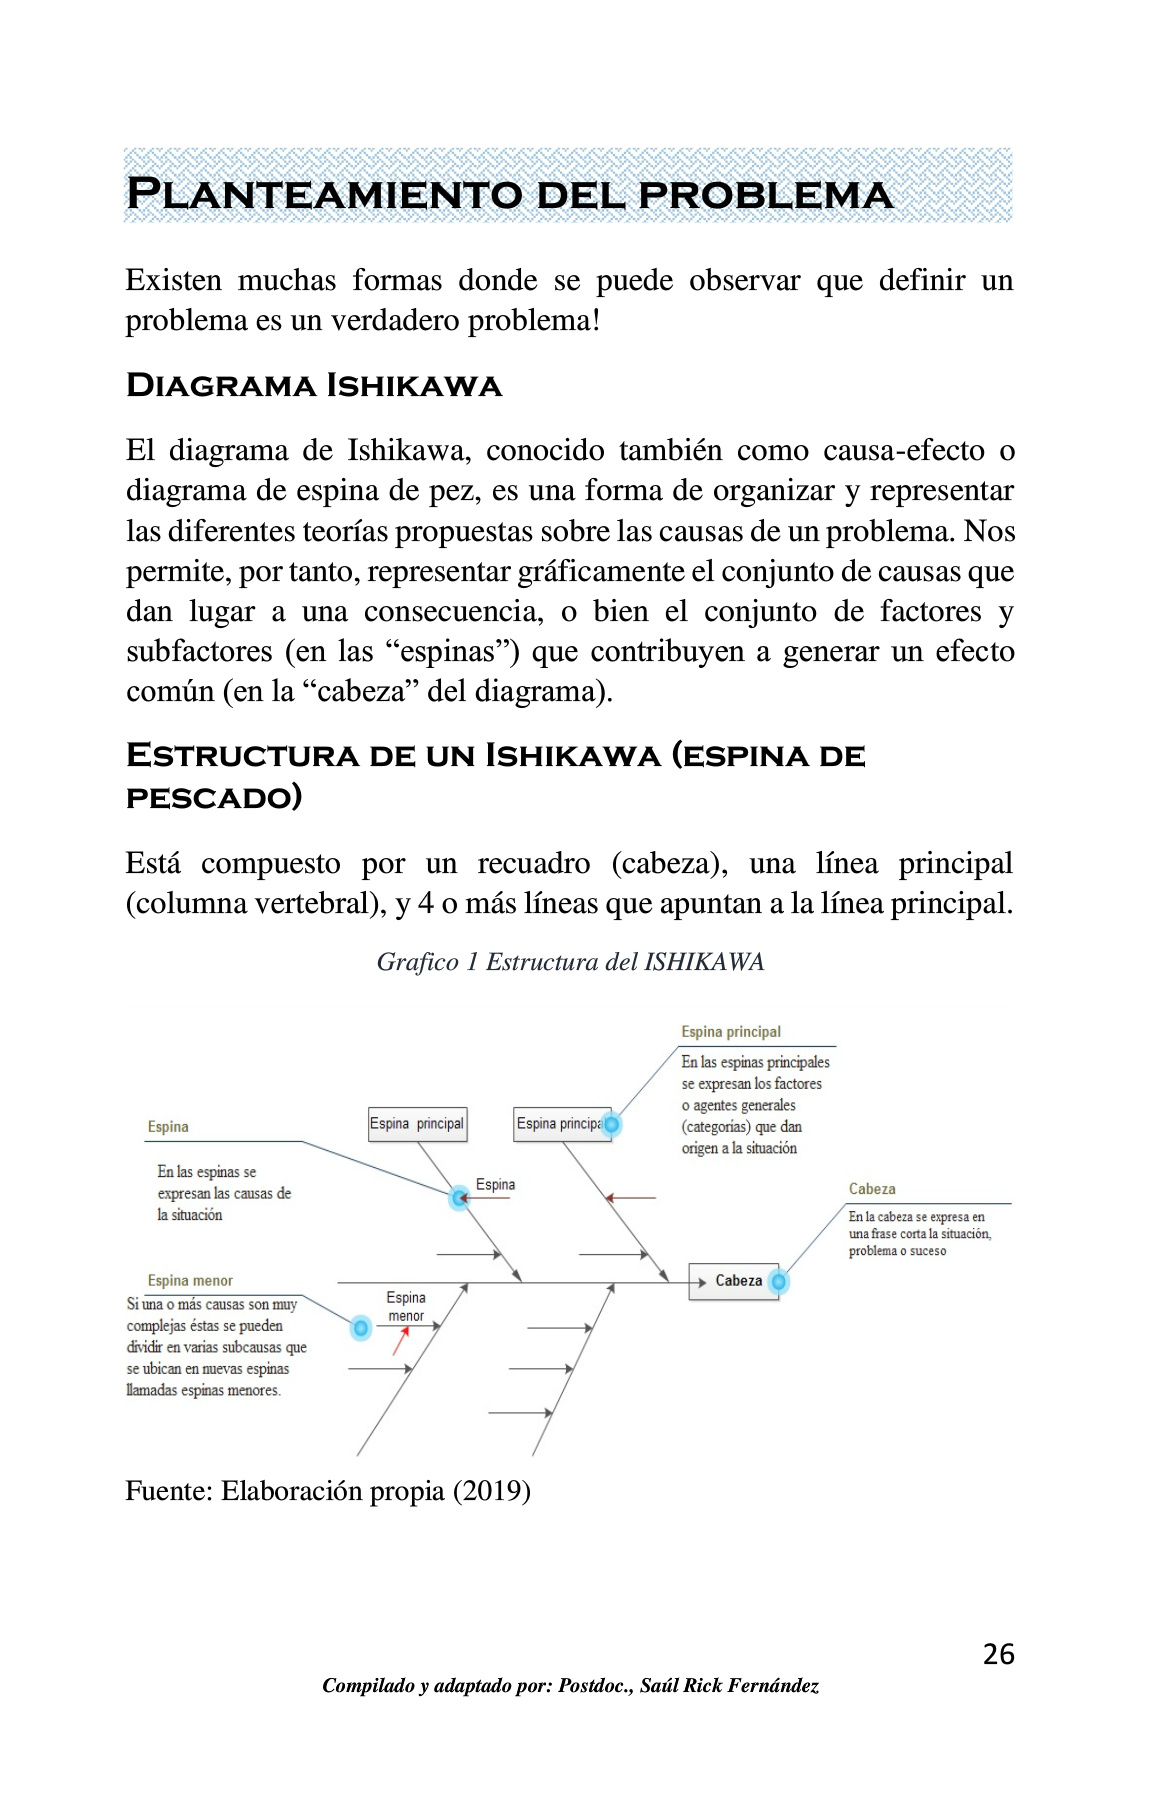 PLANTEAMIENTO DEL PROBLEMA
Existen muchas formas donde se puede observar que definir un
problema es un verdadero problema!
DIAGRAMA ISHIKAWA
El diagrama de Ishikawa, conocido también como causa-efecto o
diagrama de espina de pez, es una forma de organizar y representar
las diferentes teorías propuestas sobre las causas de un problema. Nos
permite, por tanto, representar gráficamente el conjunto de causas que
dan lugar a una consecuencia, o bien el conjunto de factores y
subfactores (en las “espinas”) que contribuyen a generar un efecto
común (en la “cabeza” del diagrama).
ESTRUCTURA DE UN ISHIKAWA (ESPINA DE
PESCADO)
Está compuesto por un recuadro (cabeza), una línea principal
(columna vertebral), y 4 o más líneas que apuntan a la línea principal.
Grafico 1 Estructura del ISHIKAWA
Espina principal
En las espinas principales
se expresan los factores
o agentes generales
(categorias) que dan
origen a la situación
Espina principal
Espina principa
Espina
En las espinas se
expresan las causas de
la situación
Espina
Cabeza
En la cabeza se expresa en
una frase corta la situación,
problema o suceso
Cabeza
Espina menor
Si una o más causas son muy
complejas éstas se pueden
dividir en varias subcausas que
se ubican en nuevas espinas
llamadas espinas menores.
Espina
menor
Fuente: Elaboración propia (2019)
26
Compilado y adaptado por: Postdoc., Saúl Rick Fernández